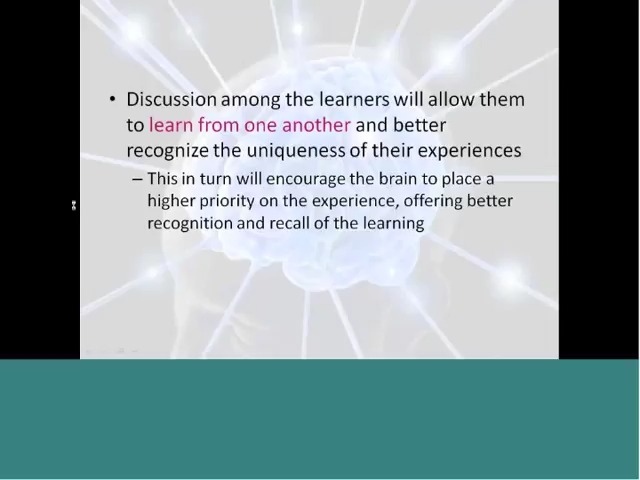 • Discussion among the learners will allow them
to learn from one another and better
recognize the uniqueness of their experiences
– This in turn will encourage the brain to place a
higher priority on the experience, offering better
recognition and recall of the learning